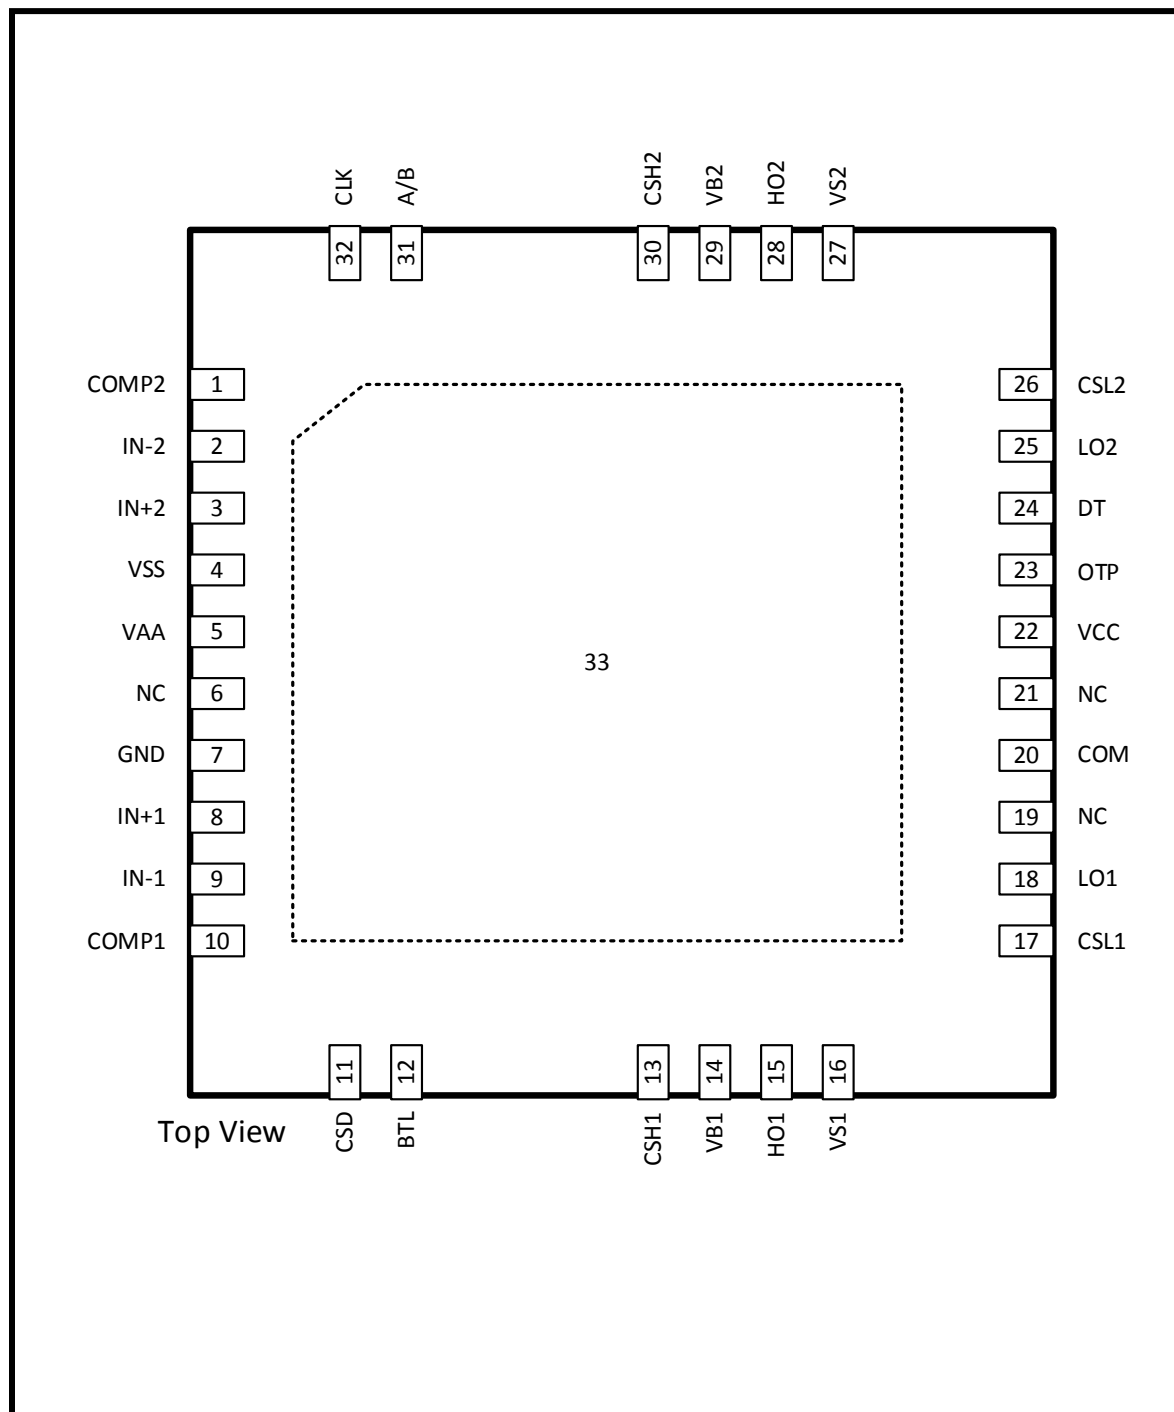 CLK A/B CSH2 VB2 HO2 VS2
32 31 30 29 28 27
COMP2 1 26 CSL2
IN-2 2 25 LO2
IN+2 3 24 DT
VSS 4 23 OTP
VAA 5 22 VCC
33
NC 6 21 NC
GND 7 20 COM
IN+1 8 19 NC
IN-1 9 18 LO1
COMP1 10 17 CSL1
11 12 13 14 15 16
CSD BTL CSH1 VB1 HO1 VS1
Top View